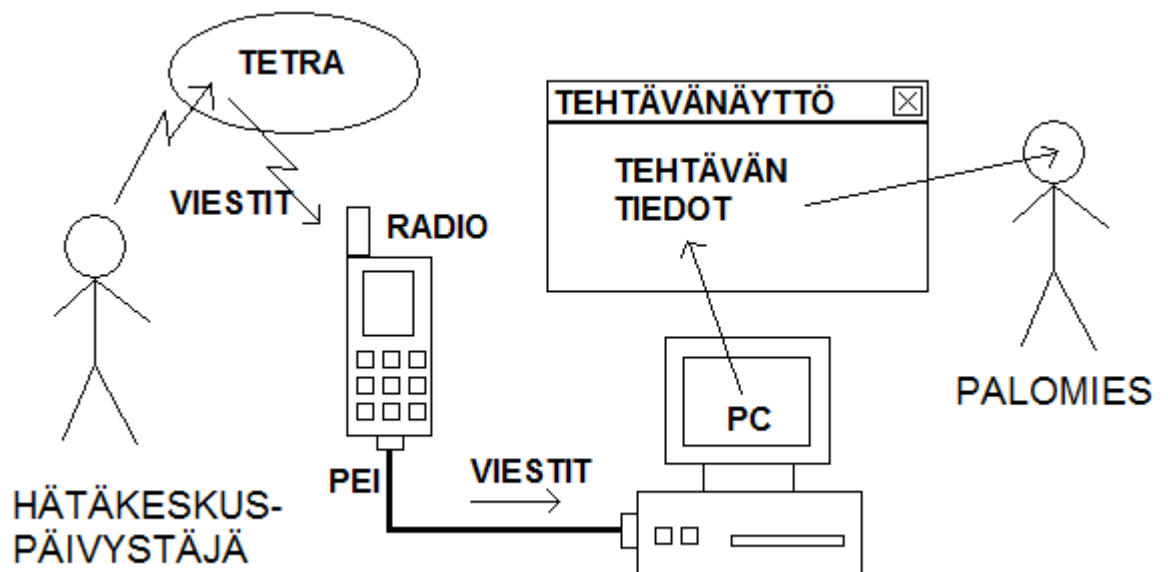 TETRA
TEHTÄVÄNÄYTTÖ
TEHTÄVÄN
TIEDOT
VIESTIT
RADIO
PALOMIES
PC
PEI
VIESTIT
HÄTÄKESKUS-
PÄIVYSTÄJÄ